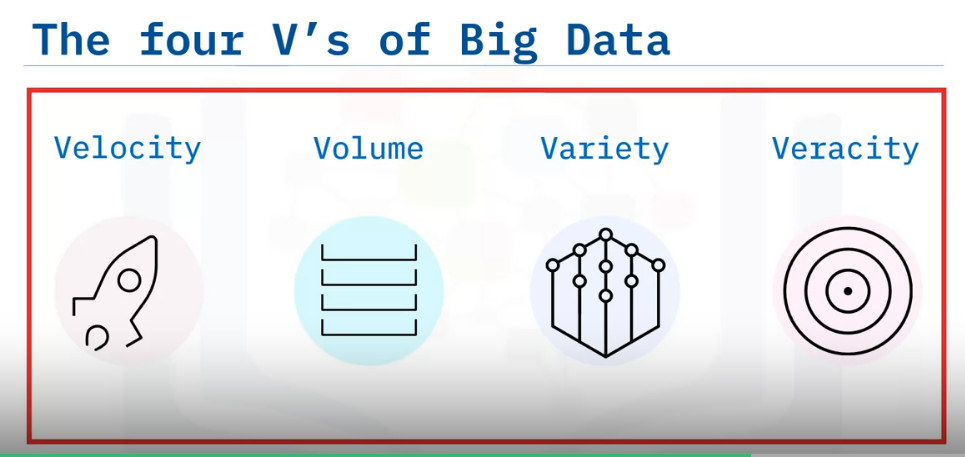 The four V's of Big Data
Velocity Volume Variety Veracity